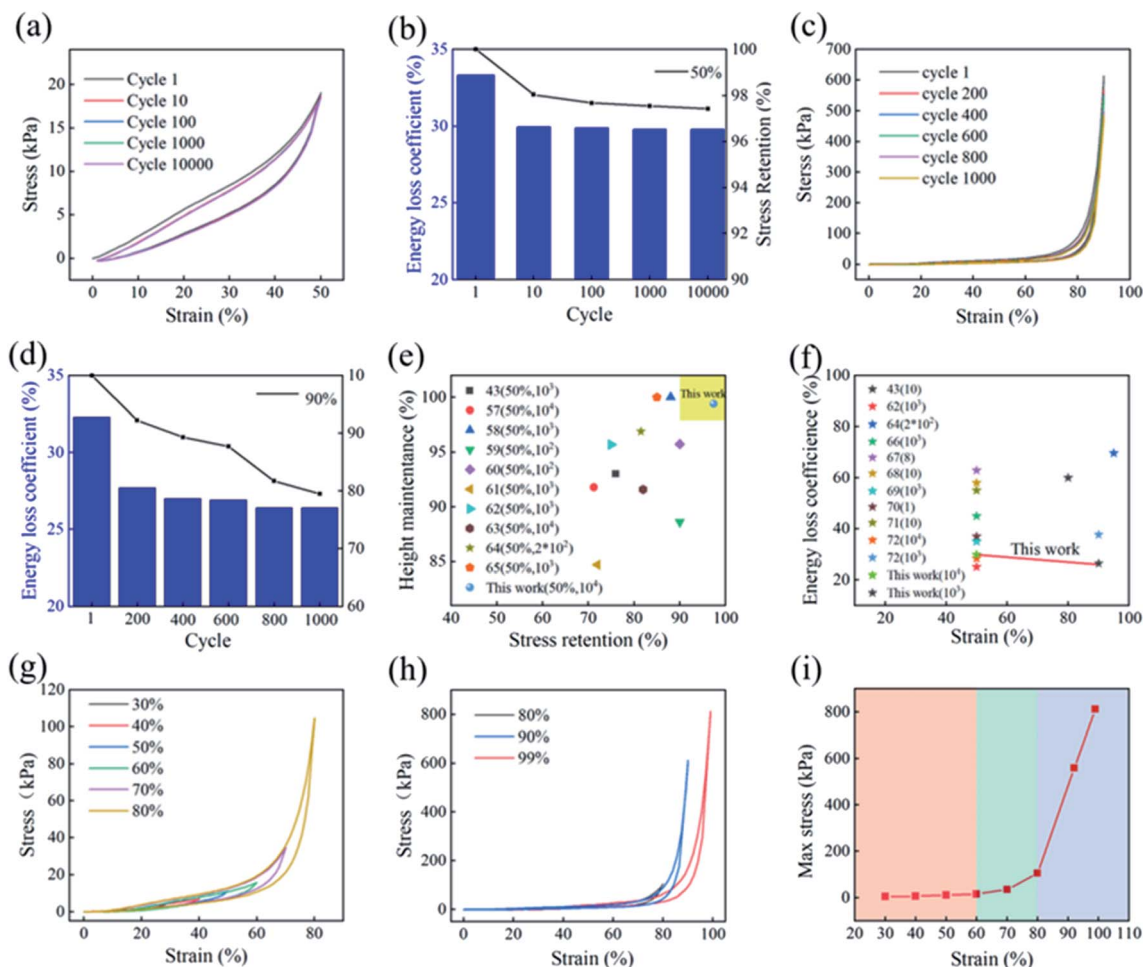 (a)
Stress (kPa)
20
15
10
5
0
Cycle 1
Cycle 10
Cycle 100
Cycle 1000
Cycle 10000
0 10 20 30 40 50
Strain (%)
(b)
Energy loss coefficient (%)
35
30
25
20
50%
100
98
96
94
92
90
Stress Retention (%)
1 10 100 1000 10000
Cycle
(c)
Sterss (kPa)
700
600
500
400
300
200
100
0
cycle 1
cycle 200
cycle 400
cycle 600
cycle 800
cycle 1000
0 20 40 60 80 100
Strain (%)
(d)
Energy loss coefficient (%)
35
30
25
20
90%
10
90
80
70
60
1 200 400 600 800 1000
Cycle
(e)
Height maintentance (%)
100
95
90
85
43(50%,10³)
57(50%,10⁴)
58(50%,10³)
59(50%,10²)
60(50%,10²)
61(50%,10³)
62(50%,10³)
63(50%,10⁴)
64(50%,2*10²)
65(50%,10³)
This work(50%,10⁴)
This work
40 50 60 70 80 90 100
Stress retention (%)
(f)
Energy loss coefficience (%)
100
80
60
40
20
43(10)
62(10³)
64(2*10²)
66(10³)
67(8)
68(10)
69(10³)
70(1)
71(10)
72(10⁴)
72(10³)
This work(10⁴)
This work(10³)
This work
20 40 60 80 100
Strain (%)
(g)
Stress (kPa)
120
100
80
60
40
20
0
30%
40%
50%
60%
70%
80%
0 20 40 60 80
Strain (%)
(h)
Stress (kPa)
800
600
400
200
0
80%
90%
99%
0 20 40 60 80 100
Strain (%)
(i)
Max stress (kPa)
800
600
400
200
0
20 30 40 50 60 70 80 90 100 110
Strain (%)